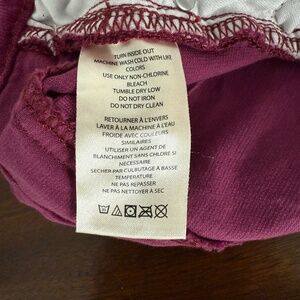 TURN INSIDE OUT
MACHINE WASH COLD WITH LIKE
COLORS
USE ONLY NON-CHLORINE
BLEACH
TUMBLE DRY LOW
DO NOT IRON
DO NOT DRY CLEAN
RETOURNER À L'ENVERS
LAVER À LA MACHINE À L'EAU
FROIDE AVEC COULEURS
SIMILAIRES
UTILISER UN AGENT DE
BLANCHIMENT SANS CHLORE SI
NÉCESSAIRE
SÉCHER PAR CULBUTAGE À BASSE
TEMPERATURE
NE PAS REPASSER
NE PAS NETTOYER À SEC